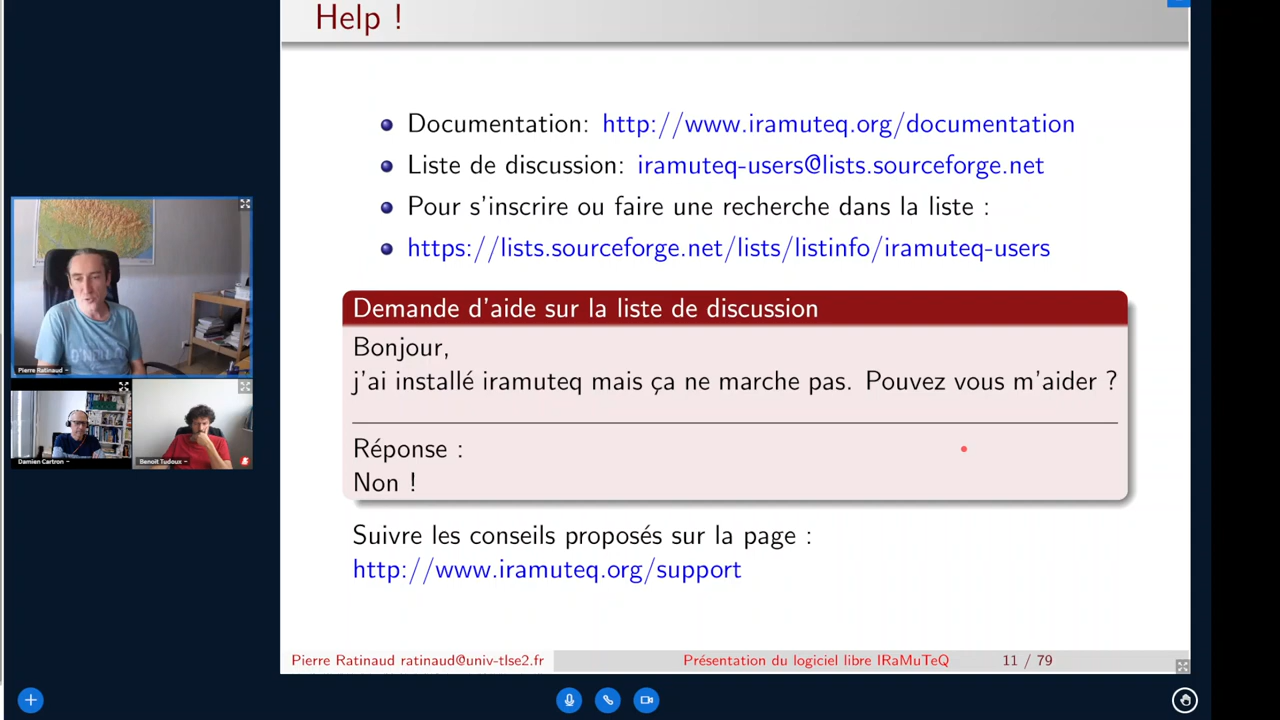 Help !
Documentation: http://www.iramuteq.org/documentation
Liste de discussion: iramuteq-users@lists.sourceforge.net
Pour s'inscrire ou faire une recherche dans la liste :
https://lists.sourceforge.net/lists/listinfo/iramuteq-users
Demande d'aide sur la liste de discussion
Bonjour,
j'ai installé iramuteq mais ça ne marche pas. Pouvez vous m'aider ?
Réponse :
Non !
Suivre les conseils proposés sur la page :
http://www.iramuteq.org/support
Pierre Ratinaud ratinaud@univ-tlse2.fr
Présentation du logiciel libre IRaMuTeQ
11 / 79
Pierre Ratinaud
Damien Cartron
Benoit Tudoux